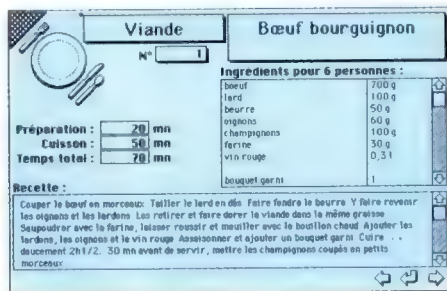 Viande
Bœuf bourguignon
N° 1
Ingrédients pour 6 personnes :
boeuf 700 g
lard 100 g
beurre 50 g
oignons 60 g
champignons 100 g
farine 30 g
vin rouge 0,3 l
bouquet garni 1
Préparation : 20 mn
Cuisson : 50 mn
Temps total : 70 mn
Recette :
Couper le bœuf en morceaux. Tailler le lard en dés. Faire fondre le beurre. Y faire revenir
les oignons et les lardons. Les retirer et faire dorer la viande dans la même graisse
Saupoudrer avec la farine, laisser roussir et mouiller avec le bouillon chaud. Ajouter les
lardons, les oignons et le vin rouge. Assaisonner et ajouter un bouquet garni. Cuire . .
doucement 2h1/2. 30 mn avant de servir, mettre les champignons coupés en petits
morceaux